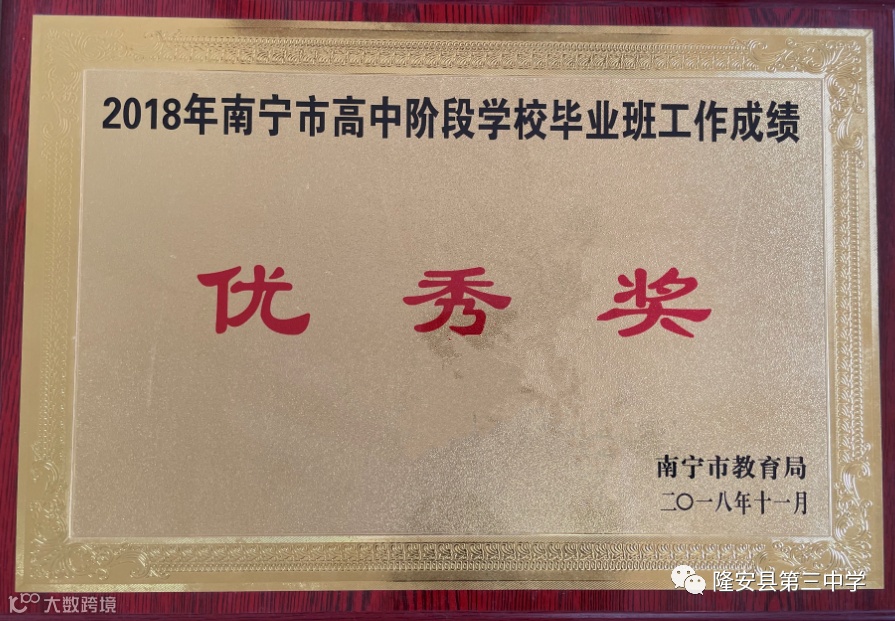 2018年南宁市高中阶段学校毕业班工作成绩
优秀奖
南宁市教育局
二〇一八年十一月
隆安县第三中学
大数跨境